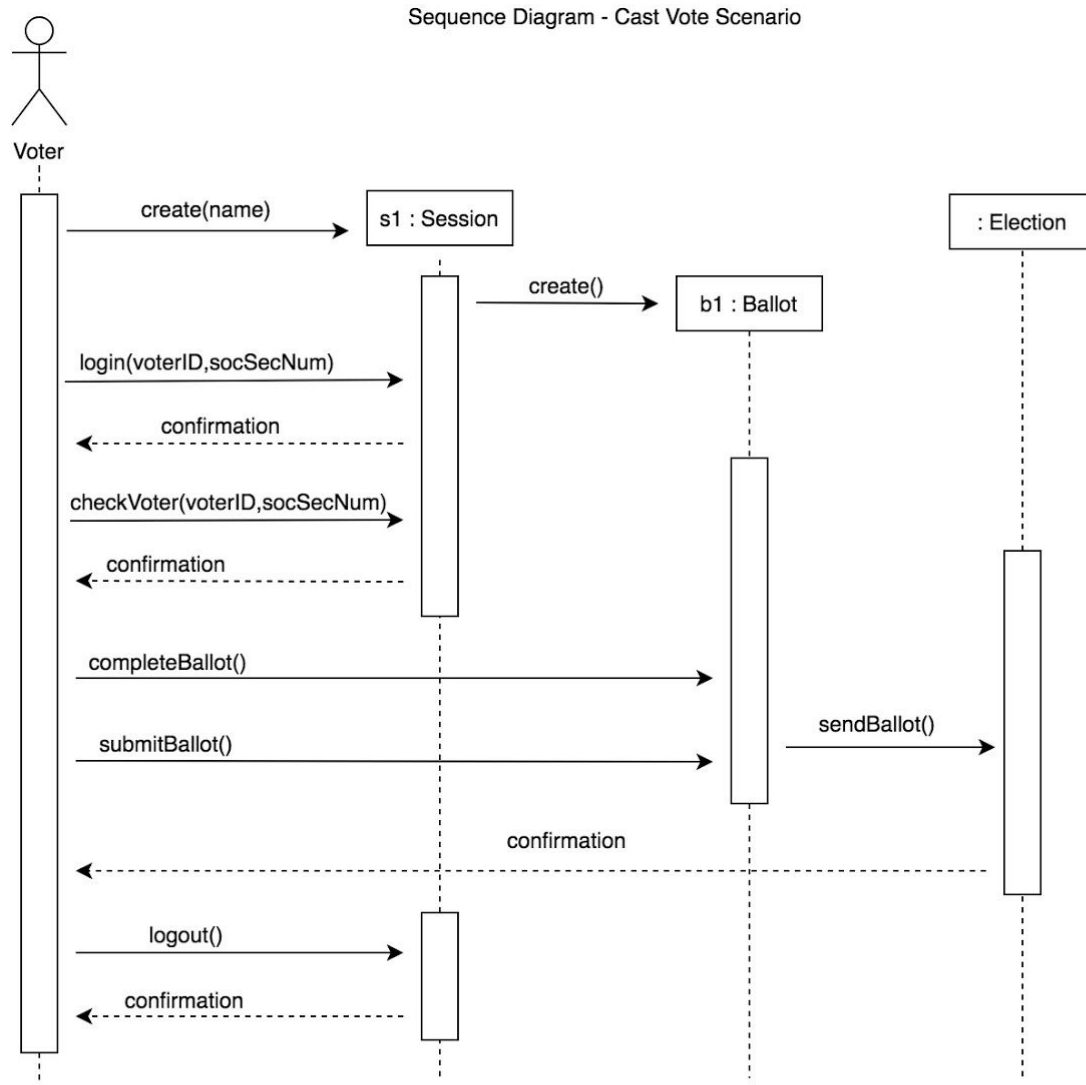 Sequence Diagram - Cast Vote Scenario
Voter
create(name)
s1 : Session
: Election
create()
b1 : Ballot
login(voterID,socSecNum)
confirmation
checkVoter(voterID,socSecNum)
confirmation
completeBallot()
sendBallot()
submitBallot()
confirmation
logout()
confirmation